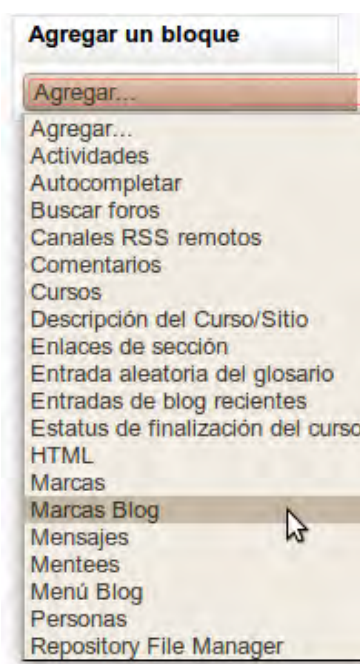 Agregar un bloque
Agregar...
Agregar...
Actividades
Autocompletar
Buscar foros
Canales RSS remotos
Comentarios
Cursos
Descripción del Curso/Sitio
Enlaces de sección
Entrada aleatoria del glosario
Entradas de blog recientes
Estatus de finalización del curso
HTML
Marcas
Marcas Blog
Mensajes
Mentees
Menú Blog
Personas
Repository File Manager